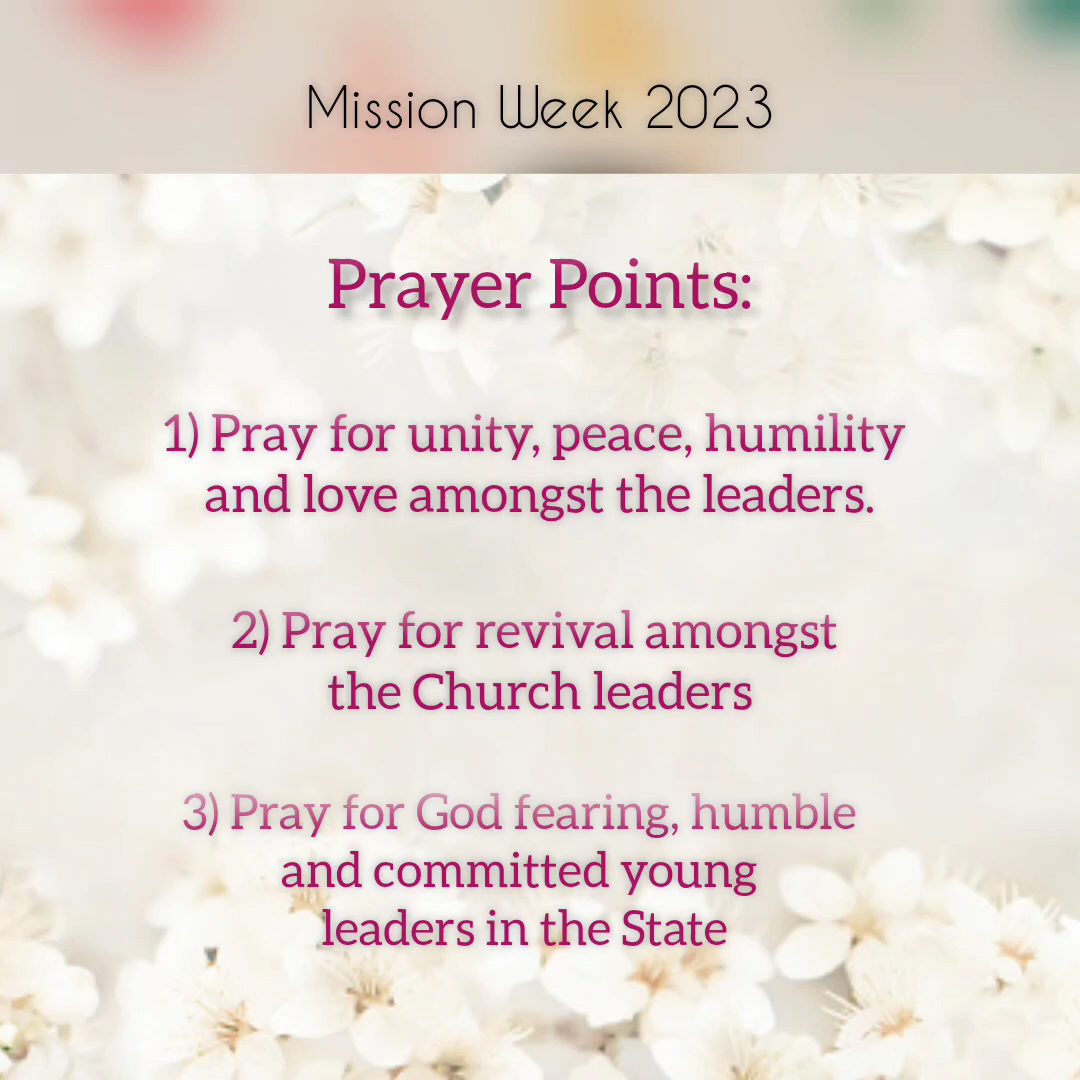 Mission Week 2023
Prayer Points:
1) Pray for unity, peace, humility
and love amongst the leaders.
2) Pray for revival amongst
the Church leaders
3) Pray for God fearing, humble
and committed young
leaders in the State